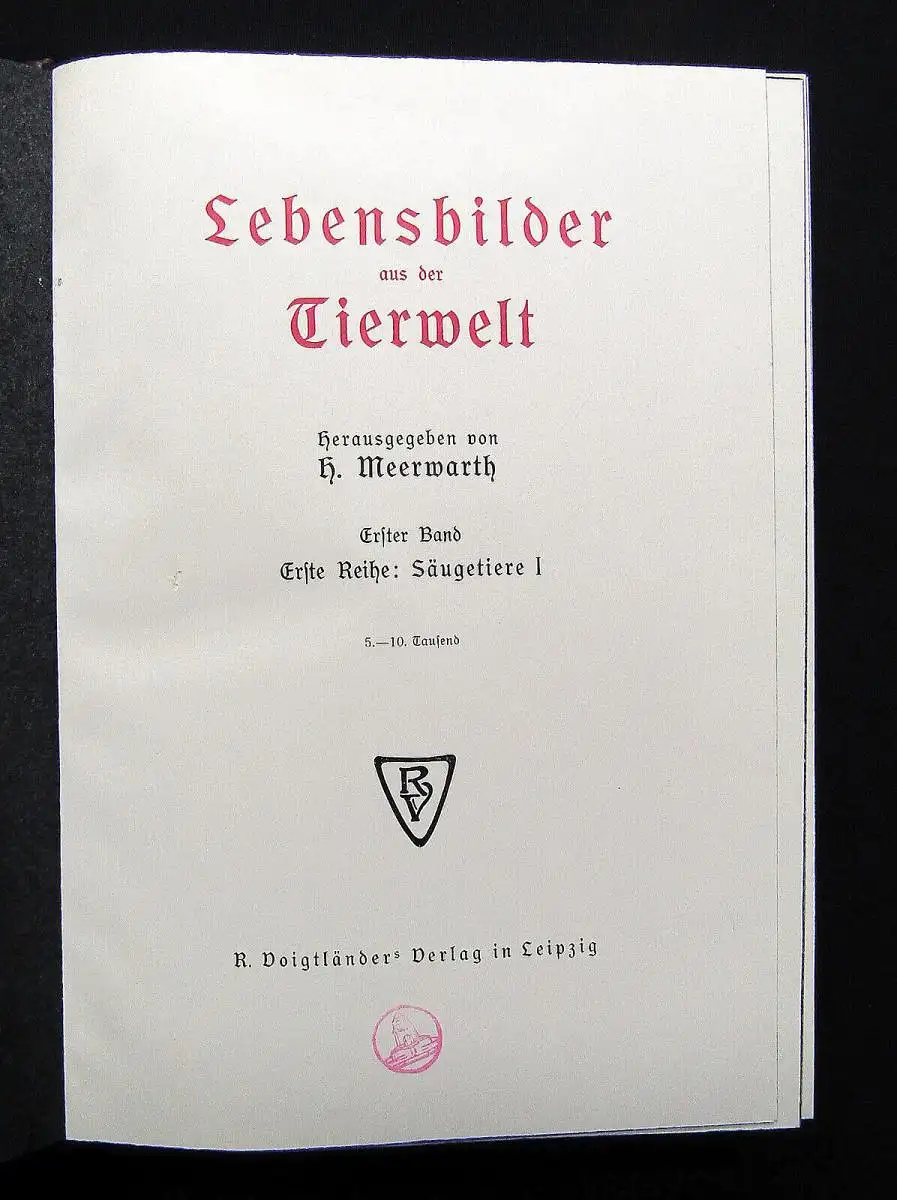 Lebensbilder
aus der
Tierwelt
Herausgegeben von
H. Meerwarth
Erſter Band
Erſte Reihe: Säugetiere I
5.—10. Tauſend
RV
R. Voigtländers Verlag in Leipzig